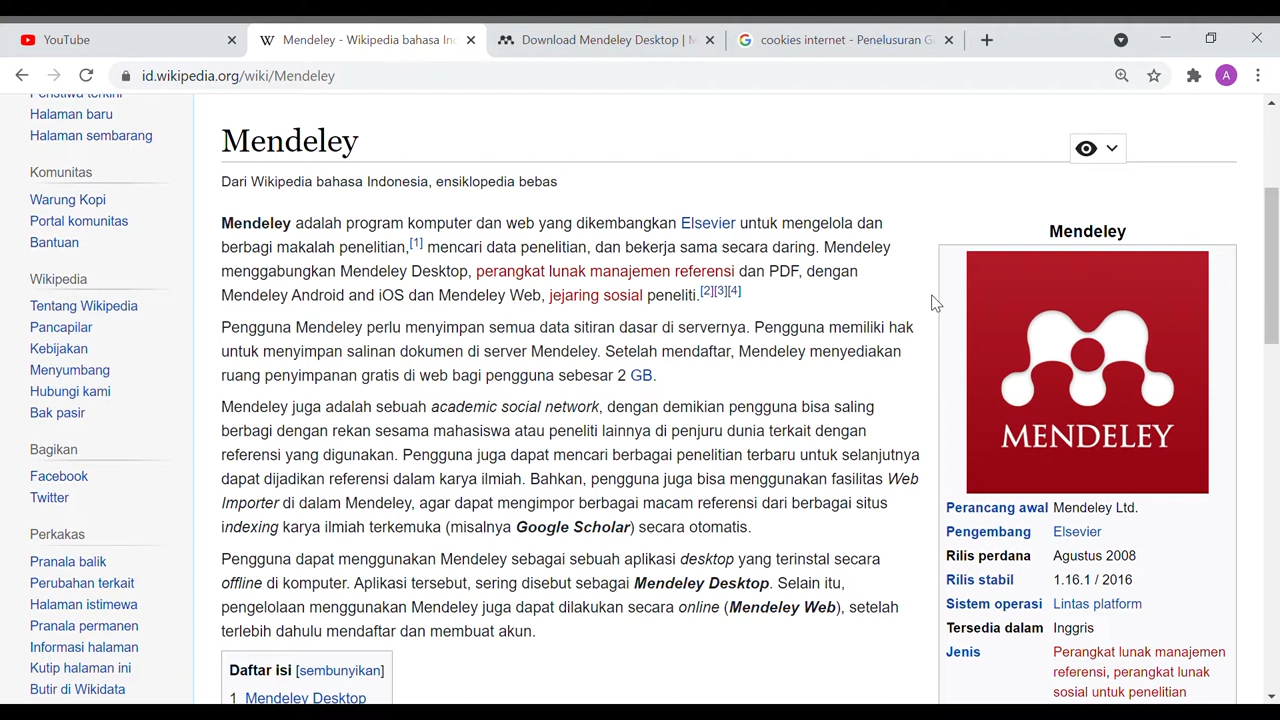 YouTube
Mendeley - Wikipedia bahasa Inc
Download Mendeley Desktop | M
cookies internet - Penelusuran G
id.wikipedia.org/wiki/Mendeley
A
Peristiwa terkini
Halaman baru
Halaman sembarang
Komunitas
Warung Kopi
Portal komunitas
Bantuan
Wikipedia
Tentang Wikipedia
Pancapilar
Kebijakan
Menyumbang
Hubungi kami
Bak pasir
Bagikan
Facebook
Twitter
Perkakas
Pranala balik
Perubahan terkait
Halaman istimewa
Pranala permanen
Informasi halaman
Kutip halaman ini
Butir di Wikidata
Mendeley
Dari Wikipedia bahasa Indonesia, ensiklopedia bebas
Mendeley adalah program komputer dan web yang dikembangkan Elsevier untuk mengelola dan
berbagi makalah penelitian,[1] mencari data penelitian, dan bekerja sama secara daring. Mendeley
menggabungkan Mendeley Desktop, perangkat lunak manajemen referensi dan PDF, dengan
Mendeley Android and iOS dan Mendeley Web, jejaring sosial peneliti.[2][3][4]
Pengguna Mendeley perlu menyimpan semua data sitiran dasar di servernya. Pengguna memiliki hak
untuk menyimpan salinan dokumen di server Mendeley. Setelah mendaftar, Mendeley menyediakan
ruang penyimpanan gratis di web bagi pengguna sebesar 2 GB.
Mendeley juga adalah sebuah academic social network, dengan demikian pengguna bisa saling
berbagi dengan rekan sesama mahasiswa atau peneliti lainnya di penjuru dunia terkait dengan
referensi yang digunakan. Pengguna juga dapat mencari berbagai penelitian terbaru untuk selanjutnya
dapat dijadikan referensi dalam karya ilmiah. Bahkan, pengguna juga bisa menggunakan fasilitas Web
Importer di dalam Mendeley, agar dapat mengimpor berbagai macam referensi dari berbagai situs
indexing karya ilmiah terkemuka (misalnya Google Scholar) secara otomatis.
Pengguna dapat menggunakan Mendeley sebagai sebuah aplikasi desktop yang terinstal secara
offline di komputer. Aplikasi tersebut, sering disebut sebagai Mendeley Desktop. Selain itu,
pengelolaan menggunakan Mendeley juga dapat dilakukan secara online (Mendeley Web), setelah
terlebih dahulu mendaftar dan membuat akun.
Daftar isi [sembunyikan]
1 Mendeley Desktop
Mendeley
MENDELEY
Perancang awal Mendeley Ltd.
Pengembang Elsevier
Rilis perdana Agustus 2008
Rilis stabil 1.16.1 / 2016
Sistem operasi Lintas platform
Tersedia dalam Inggris
Jenis Perangkat lunak manajemen
referensi, perangkat lunak
sosial untuk penelitian